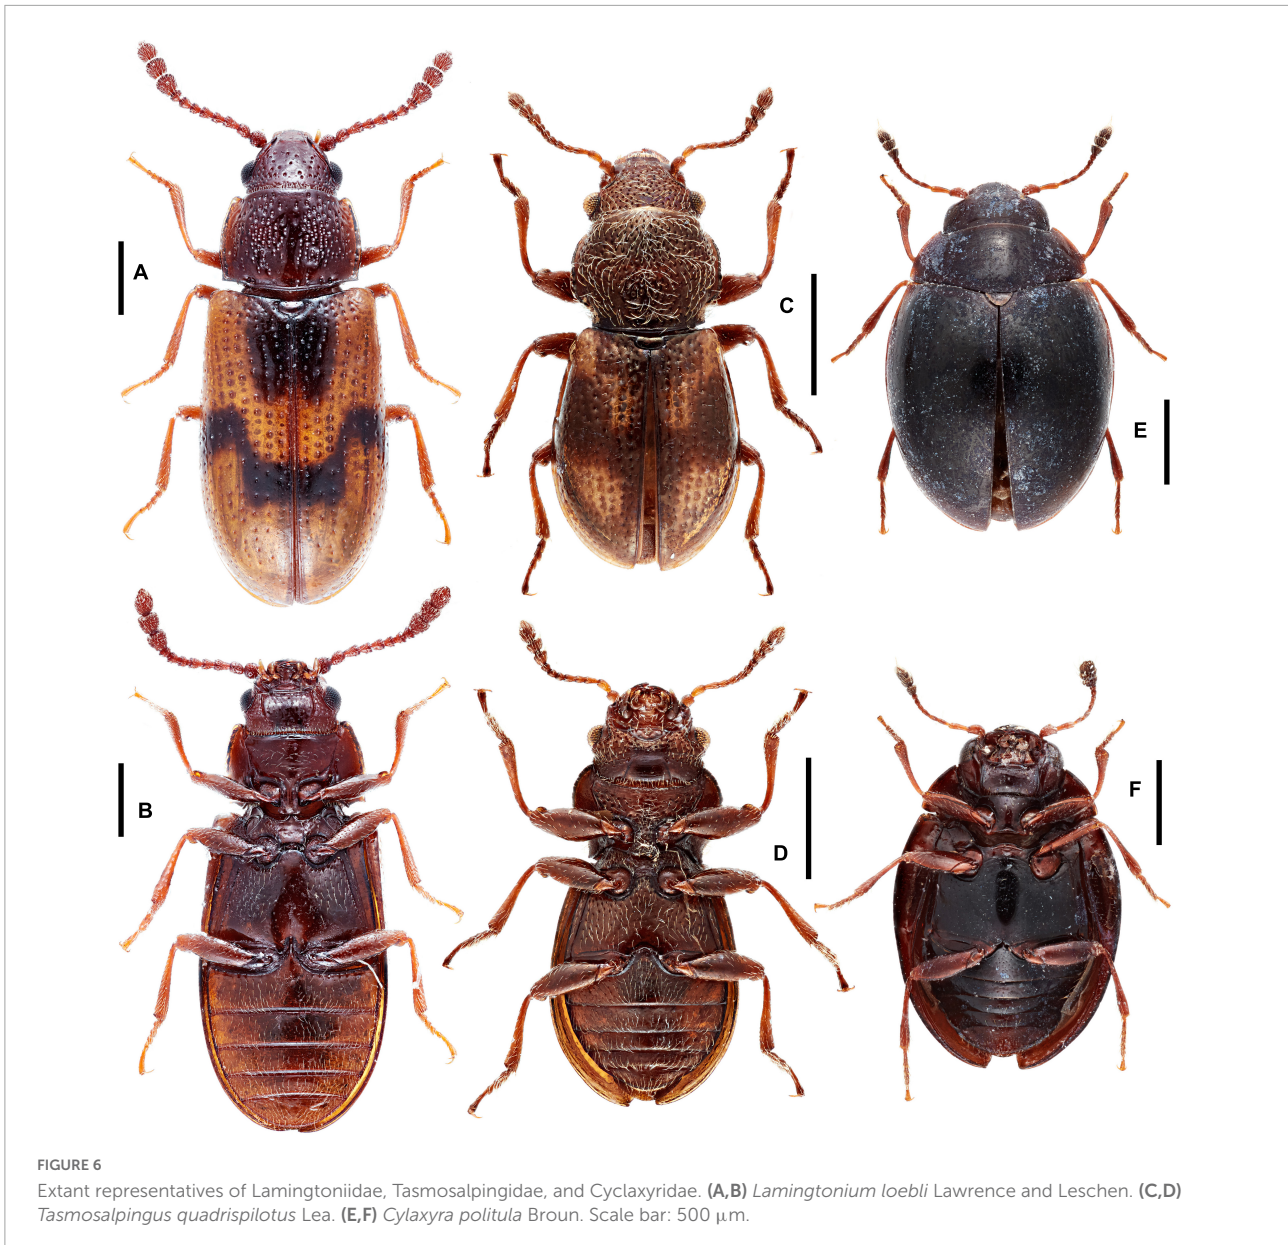 A
C
E
B
D
F
FIGURE 6
Extant representatives of Lamingtoniidae, Tasmosalpingidae, and Cyclaxyridae. (A,B) Lamingtonium loebli Lawrence and Leschen. (C,D)
Tasmosalpingus quadrispilotus Lea. (E,F) Cylaxyra politula Broun. Scale bar: 500 μm.